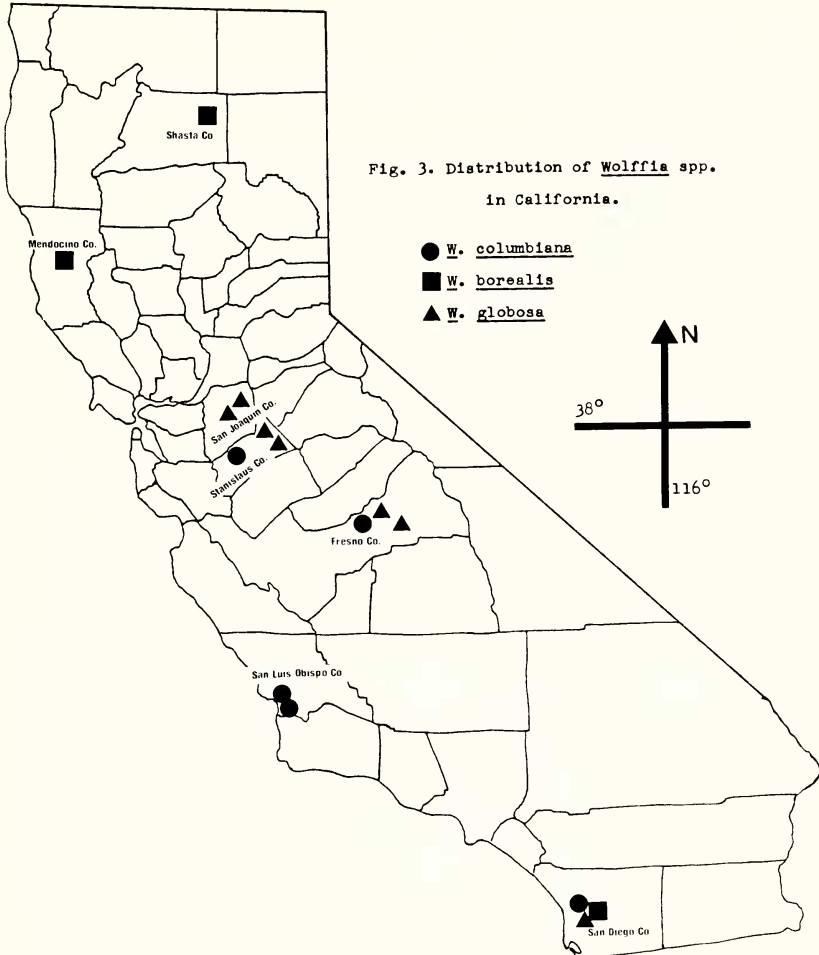 Shasta Co
Fig. 3. Distribution of Wolffia spp.
in California.
Mendocino Co.
W. columbiana
W. borealis
W. globosa
N
38°
116°
San Joaquin Co.
Stanislaus Co.
Fresno Co.
San Luis Obispo Co
San Diego Co